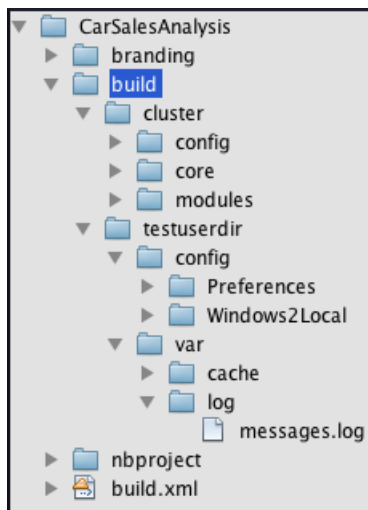 CarSalesAnalysis
branding
build
cluster
config
core
modules
testuserdir
config
Preferences
Windows2Local
var
cache
log
messages.log
nbproject
build.xml